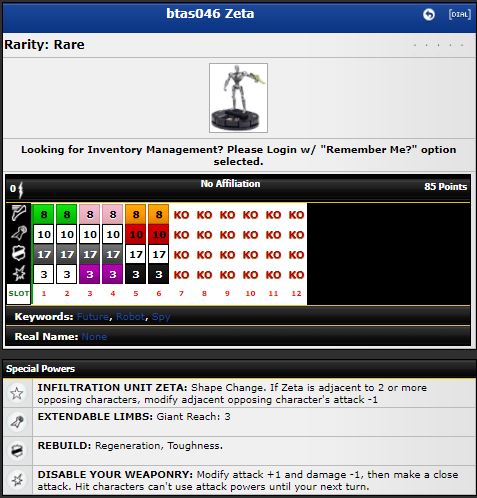 btas046 Zeta
[DIAL]
Rarity: Rare
Looking for Inventory Management? Please Login w/ "Remember Me?" option
selected.
0 No Affiliation 85 Points
8 8 8 8 8 8 KO KO KO KO KO KO
10 10 10 10 10 10 KO KO KO KO KO KO
17 17 17 17 17 17 KO KO KO KO KO KO
3 3 3 3 3 3 KO KO KO KO KO KO
SLOT 1 2 3 4 5 6 7 8 9 10 11 12
Keywords: Future, Robot, Spy
Real Name: None
Special Powers
INFILTRATION UNIT ZETA: Shape Change. If Zeta is adjacent to 2 or more
opposing characters, modify adjacent opposing character's attack -1
EXTENDABLE LIMBS: Giant Reach: 3
REBUILD: Regeneration, Toughness.
DISABLE YOUR WEAPONRY: Modify attack +1 and damage -1, then make a close
attack. Hit characters can't use attack powers until your next turn.